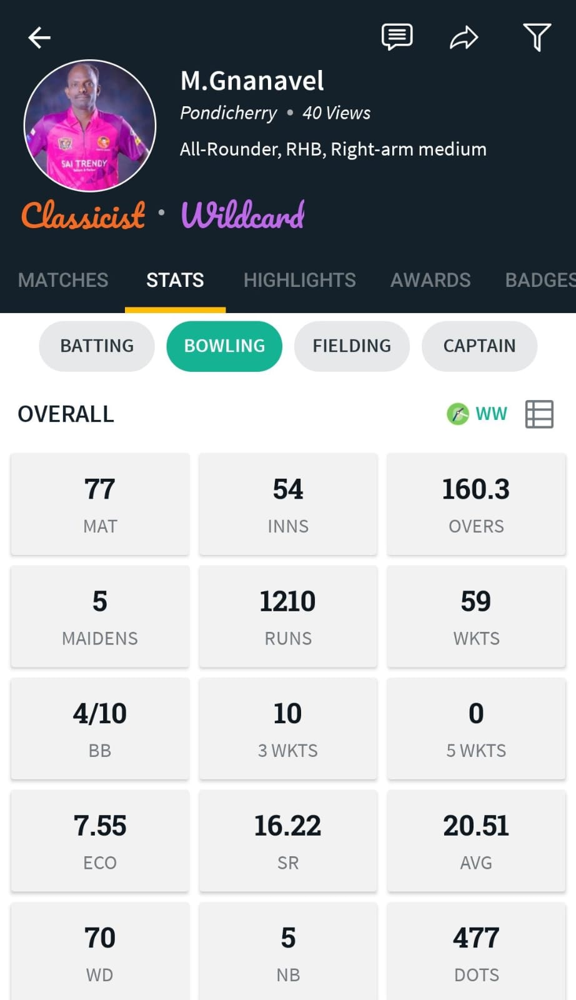 M.Gnanavel
Pondicherry • 40 Views
All-Rounder, RHB, Right-arm medium
SAI TRENDY
Classicist · Wildcard
MATCHES STATS HIGHLIGHTS AWARDS BADGES
BATTING BOWLING FIELDING CAPTAIN
OVERALL WW
77 54 160.3
MAT INNS OVERS
5 1210 59
MAIDENS RUNS WKTS
4/10 10 0
BB 3 WKTS 5 WKTS
7.55 16.22 20.51
ECO SR AVG
70 5 477
WD NB DOTS